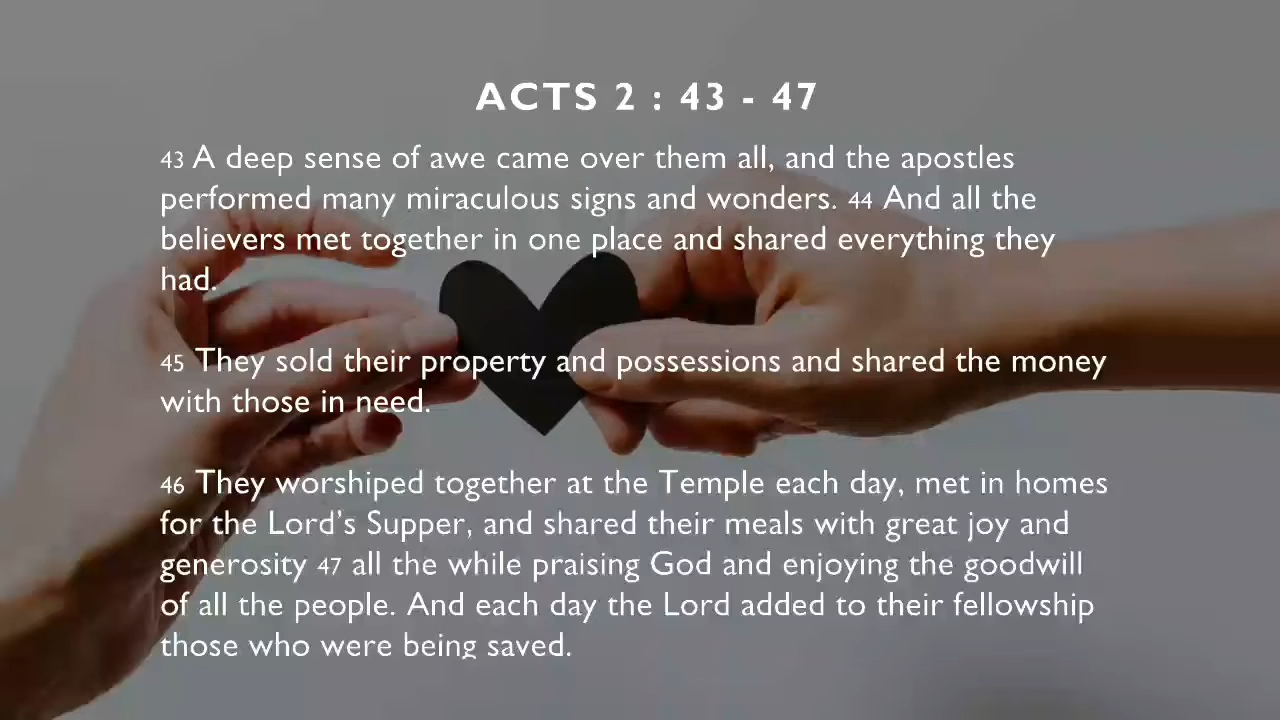 ACTS 2 : 43 - 47
43 A deep sense of awe came over them all, and the apostles
performed many miraculous signs and wonders. 44 And all the
believers met together in one place and shared everything they
had.
45 They sold their property and possessions and shared the money
with those in need.
46 They worshiped together at the Temple each day, met in homes
for the Lord’s Supper, and shared their meals with great joy and
generosity 47 all the while praising God and enjoying the goodwill
of all the people. And each day the Lord added to their fellowship
those who were being saved.